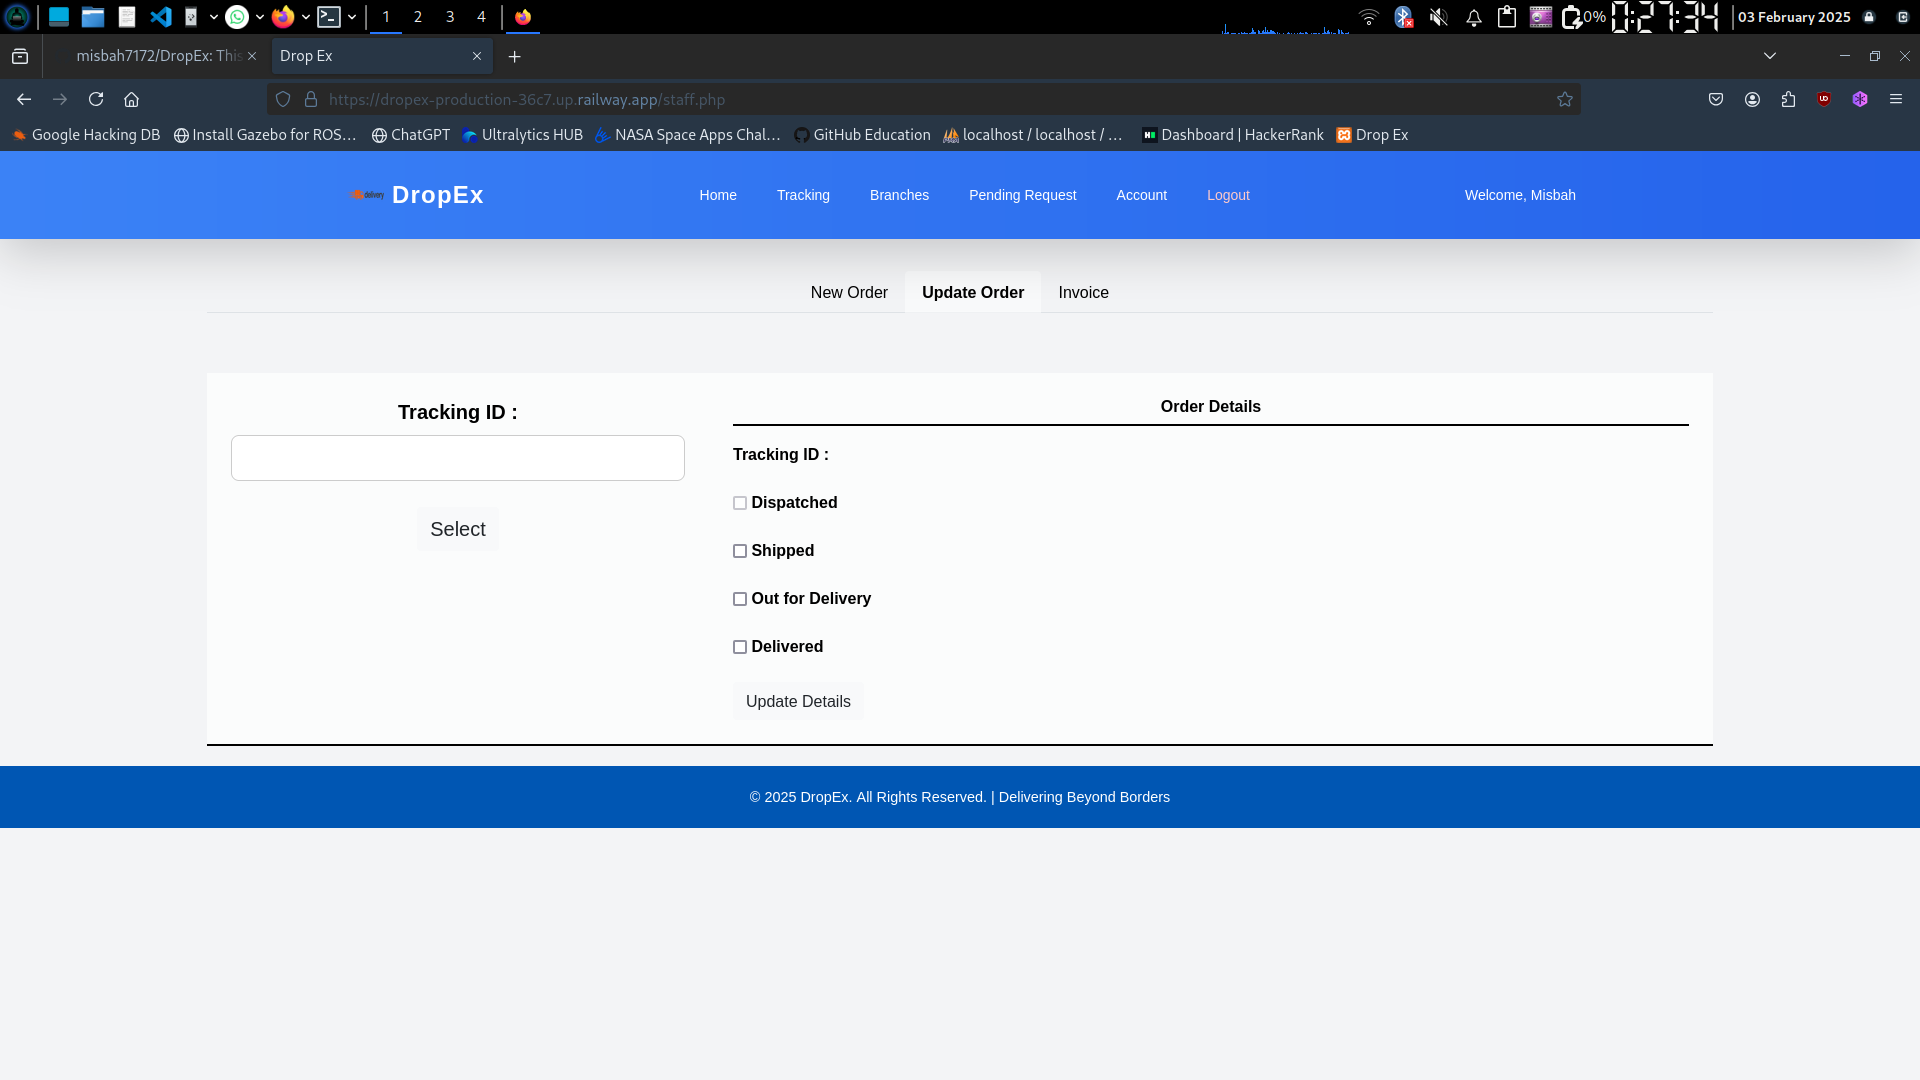 1 2 3 4 0% 0:27:34 03 February 2025
misbah7172/DropEx: This Drop Ex
https://dropex-production-36c7.up.railway.app/staff.php
Google Hacking DB Install Gazebo for ROS… ChatGPT Ultralytics HUB NASA Space Apps Chal… GitHub Education localhost / localhost / … Dashboard | HackerRank Drop Ex
delivery DropEx Home Tracking Branches Pending Request Account Logout Welcome, Misbah
New Order Update Order Invoice
Tracking ID :
Select
Order Details
Tracking ID :
Dispatched
Shipped
Out for Delivery
Delivered
Update Details
© 2025 DropEx. All Rights Reserved. | Delivering Beyond Borders